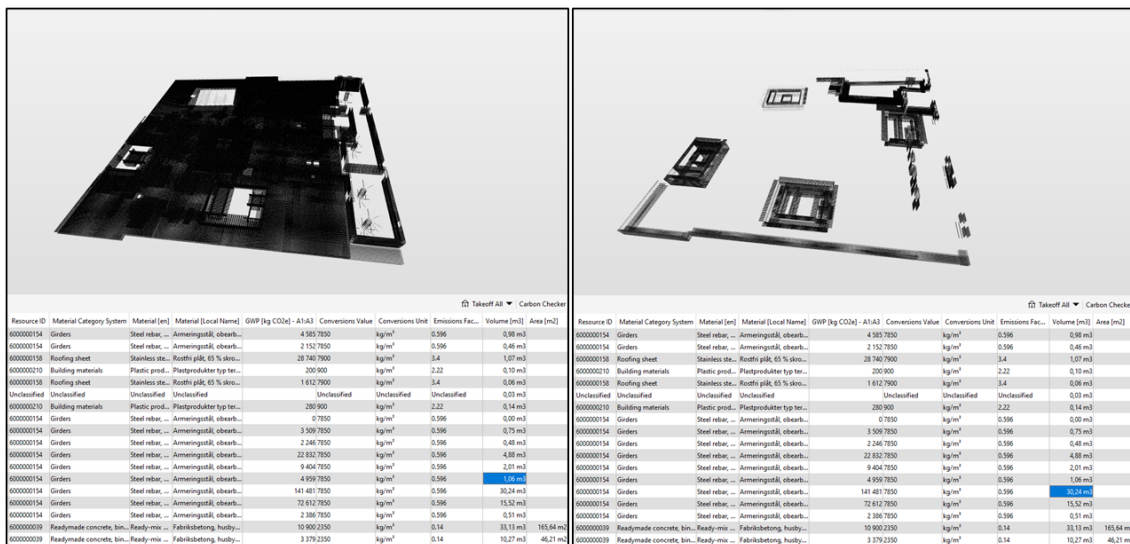 Takeoff All Carbon Checker
Resource ID Material Category System Material [en] Material [Local Name] GWP [kg CO2e] - A1:A3 Conversions Value Conversions Unit Emissions Fac... Volume [m3] Area [m2]
6000000154 Girders Steel rebar, ... Armeringsstål, obearb... 4 585 7850 kg/m³ 0.596 0,98 m3
6000000154 Girders Steel rebar, ... Armeringsstål, obearb... 2 152 7850 kg/m³ 0.596 0,46 m3
6000000158 Roofing sheet Stainless ste... Rostfri plåt, 65 % skro... 28 740 7900 kg/m³ 3.4 1,07 m3
6000000210 Building materials Plastic prod... Plastprodukter typ ter... 200 900 kg/m³ 2.22 0,10 m3
6000000158 Roofing sheet Stainless ste... Rostfri plåt, 65 % skro... 1 612 7900 kg/m³ 3.4 0,06 m3
Unclassified Unclassified Unclassified Unclassified Unclassified Unclassified Unclassified 0,03 m3
6000000210 Building materials Plastic prod... Plastprodukter typ ter... 280 900 kg/m³ 2.22 0,14 m3
6000000154 Girders Steel rebar, ... Armeringsstål, obearb... 0 7850 kg/m³ 0.596 0,00 m3
6000000154 Girders Steel rebar, ... Armeringsstål, obearb... 3 509 7850 kg/m³ 0.596 0,75 m3
6000000154 Girders Steel rebar, ... Armeringsstål, obearb... 2 246 7850 kg/m³ 0.596 0,48 m3
6000000154 Girders Steel rebar, ... Armeringsstål, obearb... 22 832 7850 kg/m³ 0.596 4,88 m3
6000000154 Girders Steel rebar, ... Armeringsstål, obearb... 9 404 7850 kg/m³ 0.596 2,01 m3
6000000154 Girders Steel rebar, ... Armeringsstål, obearb... 4 959 7850 kg/m³ 0.596 1,06 m3
6000000154 Girders Steel rebar, ... Armeringsstål, obearb... 141 481 7850 kg/m³ 0.596 30,24 m3
6000000154 Girders Steel rebar, ... Armeringsstål, obearb... 72 612 7850 kg/m³ 0.596 15,52 m3
6000000154 Girders Steel rebar, ... Armeringsstål, obearb... 2 386 7850 kg/m³ 0.596 0,51 m3
6000000039 Readymade concrete, bin... Ready-mix ... Fabriksbetong, husby... 10 900 2350 kg/m³ 0.14 33,13 m3 165,64 m2
6000000039 Readymade concrete, bin... Ready-mix ... Fabriksbetong, husby... 3 379 2350 kg/m³ 0.14 10,27 m3 46,21 m2
Takeoff All Carbon Checker
Resource ID Material Category System Material [en] Material [Local Name] GWP [kg CO2e] - A1:A3 Conversions Value Conversions Unit Emissions Fac... Volume [m3] Area [m2]
6000000154 Girders Steel rebar, ... Armeringsstål, obearb... 4 585 7850 kg/m³ 0.596 0,98 m3
6000000154 Girders Steel rebar, ... Armeringsstål, obearb... 2 152 7850 kg/m³ 0.596 0,46 m3
6000000158 Roofing sheet Stainless ste... Rostfri plåt, 65 % skro... 28 740 7900 kg/m³ 3.4 1,07 m3
6000000210 Building materials Plastic prod... Plastprodukter typ ter... 200 900 kg/m³ 2.22 0,10 m3
6000000158 Roofing sheet Stainless ste... Rostfri plåt, 65 % skro... 1 612 7900 kg/m³ 3.4 0,06 m3
Unclassified Unclassified Unclassified Unclassified Unclassified Unclassified Unclassified 0,03 m3
6000000210 Building materials Plastic prod... Plastprodukter typ ter... 280 900 kg/m³ 2.22 0,14 m3
6000000154 Girders Steel rebar, ... Armeringsstål, obearb... 0 7850 kg/m³ 0.596 0,00 m3
6000000154 Girders Steel rebar, ... Armeringsstål, obearb... 3 509 7850 kg/m³ 0.596 0,75 m3
6000000154 Girders Steel rebar, ... Armeringsstål, obearb... 2 246 7850 kg/m³ 0.596 0,48 m3
6000000154 Girders Steel rebar, ... Armeringsstål, obearb... 22 832 7850 kg/m³ 0.596 4,88 m3
6000000154 Girders Steel rebar, ... Armeringsstål, obearb... 9 404 7850 kg/m³ 0.596 2,01 m3
6000000154 Girders Steel rebar, ... Armeringsstål, obearb... 4 959 7850 kg/m³ 0.596 1,06 m3
6000000154 Girders Steel rebar, ... Armeringsstål, obearb... 141 481 7850 kg/m³ 0.596 30,24 m3
6000000154 Girders Steel rebar, ... Armeringsstål, obearb... 72 612 7850 kg/m³ 0.596 15,52 m3
6000000154 Girders Steel rebar, ... Armeringsstål, obearb... 2 386 7850 kg/m³ 0.596 0,51 m3
6000000039 Readymade concrete, bin... Ready-mix ... Fabriksbetong, husby... 10 900 2350 kg/m³ 0.14 33,13 m3 165,64 m
6000000039 Readymade concrete, bin... Ready-mix ... Fabriksbetong, husby... 3 379 2350 kg/m³ 0.14 10,27 m3 46,21 m